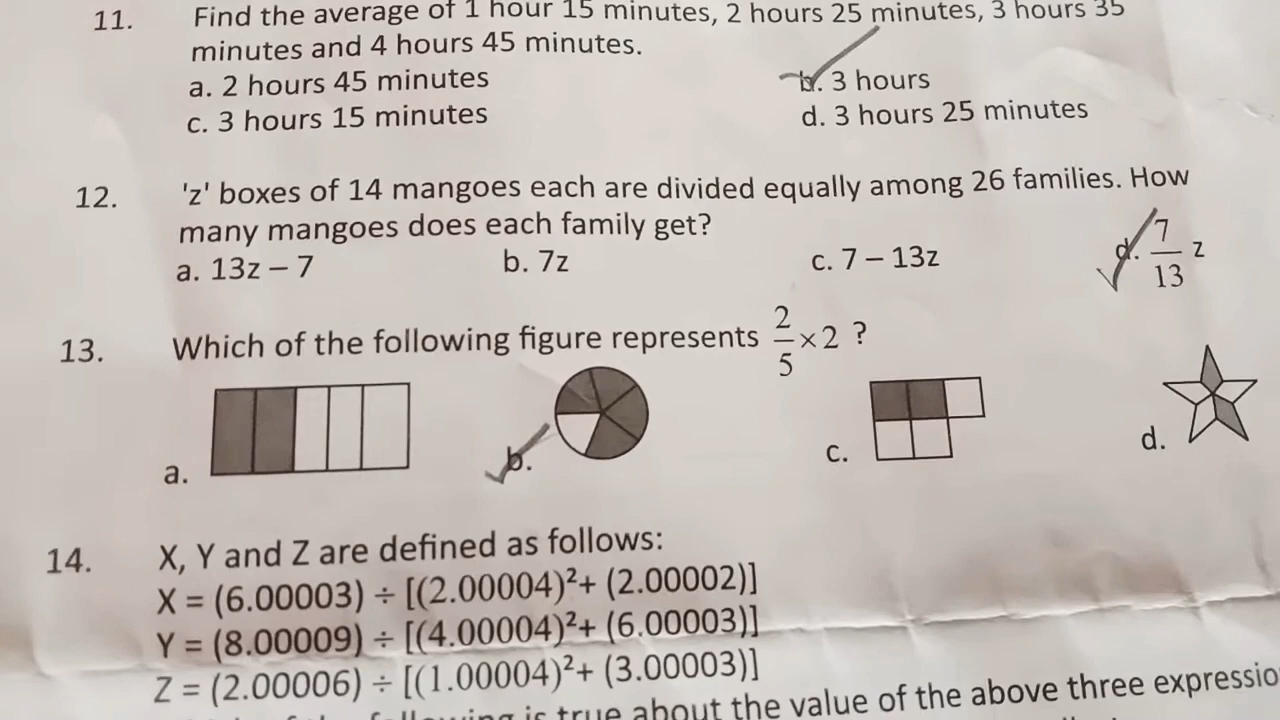 11. Find the average of 1 hour 15 minutes, 2 hours 25 minutes, 3 hours 35
minutes and 4 hours 45 minutes.
a. 2 hours 45 minutes b. 3 hours
c. 3 hours 15 minutes d. 3 hours 25 minutes
12. 'z' boxes of 14 mangoes each are divided equally among 26 families. How
many mangoes does each family get?
a. 13z – 7 b. 7z c. 7 – 13z d. 7/13 z
13. Which of the following figure represents 2/5 × 2 ?
a. b. c. d.
14. X, Y and Z are defined as follows:
X = (6.00003) ÷ [(2.00004)²+ (2.00002)]
Y = (8.00009) ÷ [(4.00004)²+ (6.00003)]
Z = (2.00006) ÷ [(1.00004)²+ (3.00003)]
is true about the value of the above three expressio